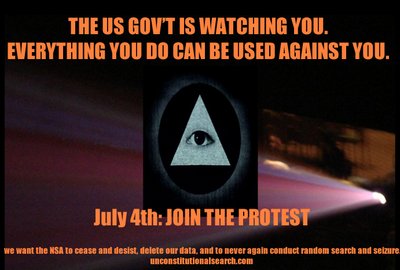 THE US GOV'T IS WATCHING YOU.
EVERYTHING YOU DO CAN BE USED AGAINST YOU.
July 4th: JOIN THE PROTEST
we want the NSA to cease and desist, delete our data, and to never again conduct random search and seizure.
unconstitutionalsearch.com